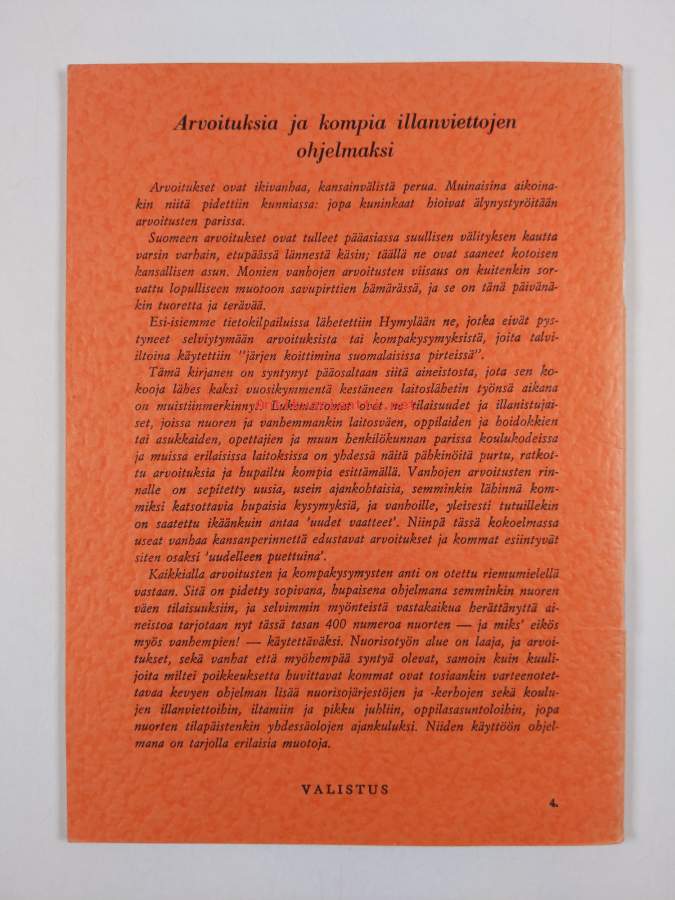 Arvoituksia ja kompia illanviettojen
ohjelmaksi
Arvoitukset ovat ikivanhaa, kansainvälistä perua. Muinaisina aikoina-
kin niitä pidettiin kunniassa: jopa kuninkaat hioivat älynystyröitään
arvoitusten parissa.
Suomeen arvoitukset ovat tulleet pääasiassa suullisen välityksen kautta
varsin varhain, etupäässä lännestä käsin; täällä ne ovat saaneet kotoisen
kansallisen asun. Monien vanhojen arvoitusten viisaus on kuitenkin sor-
vattu lopulliseen muotoon savupirttien hämärässä, ja se on tänä päivänä-
kin tuoretta ja terävää.
Esi-isiemme tietokilpailuissa lähetettiin Hymylään ne, jotka eivät pys-
tyneet selviytymään arvoituksista tai kompakysymyksistä, joita talvi-
iltoina käytettiin "järjen koittimina suomalaisissa pirteissä".
Tämä kirjanen on syntynyt pääosaltaan siitä aineistosta, jota sen ko-
kooja lähes kaksi vuosikymmentä kestäneen laitoslähetin työnsä aikana
on muistiinmerkinnyt. Lukemattomat ovat ne tilaisuudet ja illanistujai-
set, joissa nuoren ja vanhemmankin laitosväen, oppilaiden ja hoidokkien
tai asukkaiden, opettajien ja muun henkilökunnan parissa koulukodeissa
ja muissa erilaisissa laitoksissa on yhdessä näitä pähkinöitä purtu, ratkot-
tu arvoituksia ja hupailtu kompia esittämällä. Vanhojen arvoitusten rin-
nalle on sepitetty uusia, usein ajankohtaisia, semminkin lähinnä kom-
miksi katsottavia hupaisia kysymyksiä, ja vanhoille, yleisesti tutuillekin
on saatettu ikäänkuin antaa 'uudet vaatteet'. Niinpä tässä kokoelmassa
useat vanhaa kansanperinnettä edustavat arvoitukset ja kommat esiintyvät
siten osaksi 'uudelleen puettuina'.
Kaikkialla arvoitusten ja kompakysymysten anti on otettu riemumielellä
vastaan. Sitä on pidetty sopivana, hupaisena ohjelmana semminkin nuoren
väen tilaisuuksiin, ja selvimmin myönteistä vastakaikua herättänyttä ai-
neistoa tarjotaan nyt tässä tasan 400 numeroa nuorten — ja miks' eikös
myös vanhempien! — käytettäväksi. Nuorisotyön alue on laaja, ja arvoi-
tukset, sekä vanhat että myöhempää syntyä olevat, samoin kuin kuuli-
joita miltei poikkeuksetta huvittavat kommat ovat tosiaankin varteenotet-
tavaa kevyen ohjelman lisää nuorisojärjestöjen ja -kerhojen sekä koulu-
jen illanviettoihin, iltamiin ja pikku juhliin, oppilasasuntoloihin, jopa
nuorten tilapäistenkin yhdessäolojen ajankuluksi. Niiden käyttöön ohjel-
mana on tarjolla erilaisia muotoja.
VALISTUS
4.